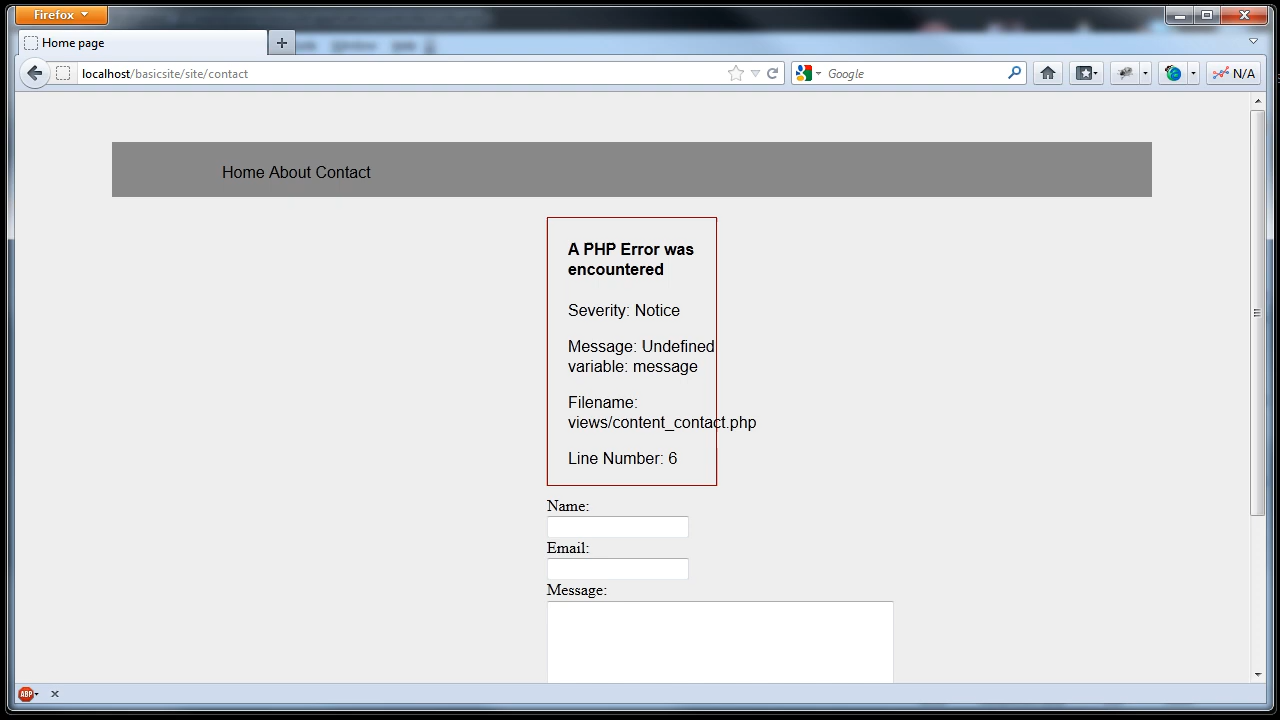 Firefox
Home page
localhost/basicsite/site/contact
Google
N/A
Home About Contact
A PHP Error was
encountered
Severity: Notice
Message: Undefined
variable: message
Filename:
views/content_contact.php
Line Number: 6
Name:
Email:
Message:
ABP